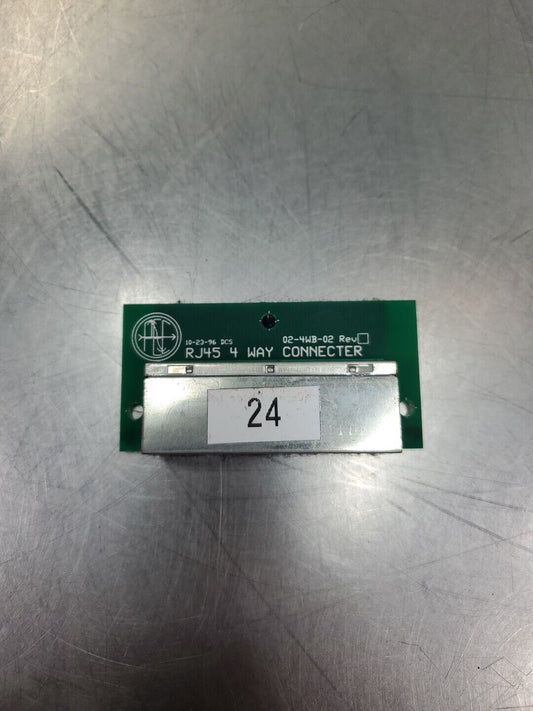 10-23-96 DCS 02-4WB-02 Rev
RJ45 4 WAY CONNECTER
24